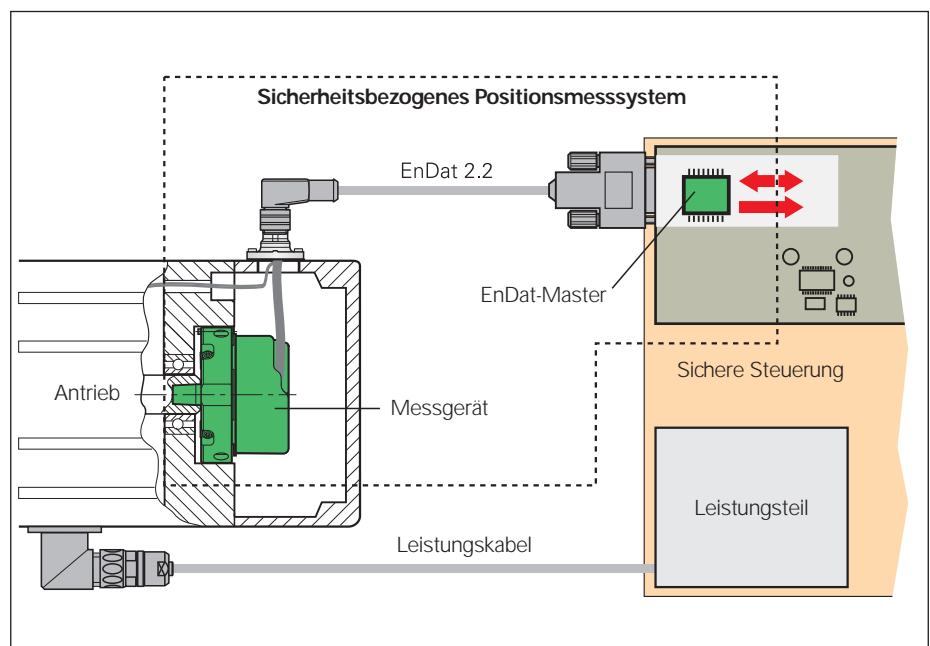 Sicherheitsbezogenes Positionsmesssystem
EnDat 2.2
EnDat-Master
Sichere Steuerung
Antrieb
Messgerät
Leistungsteil
Leistungskabel